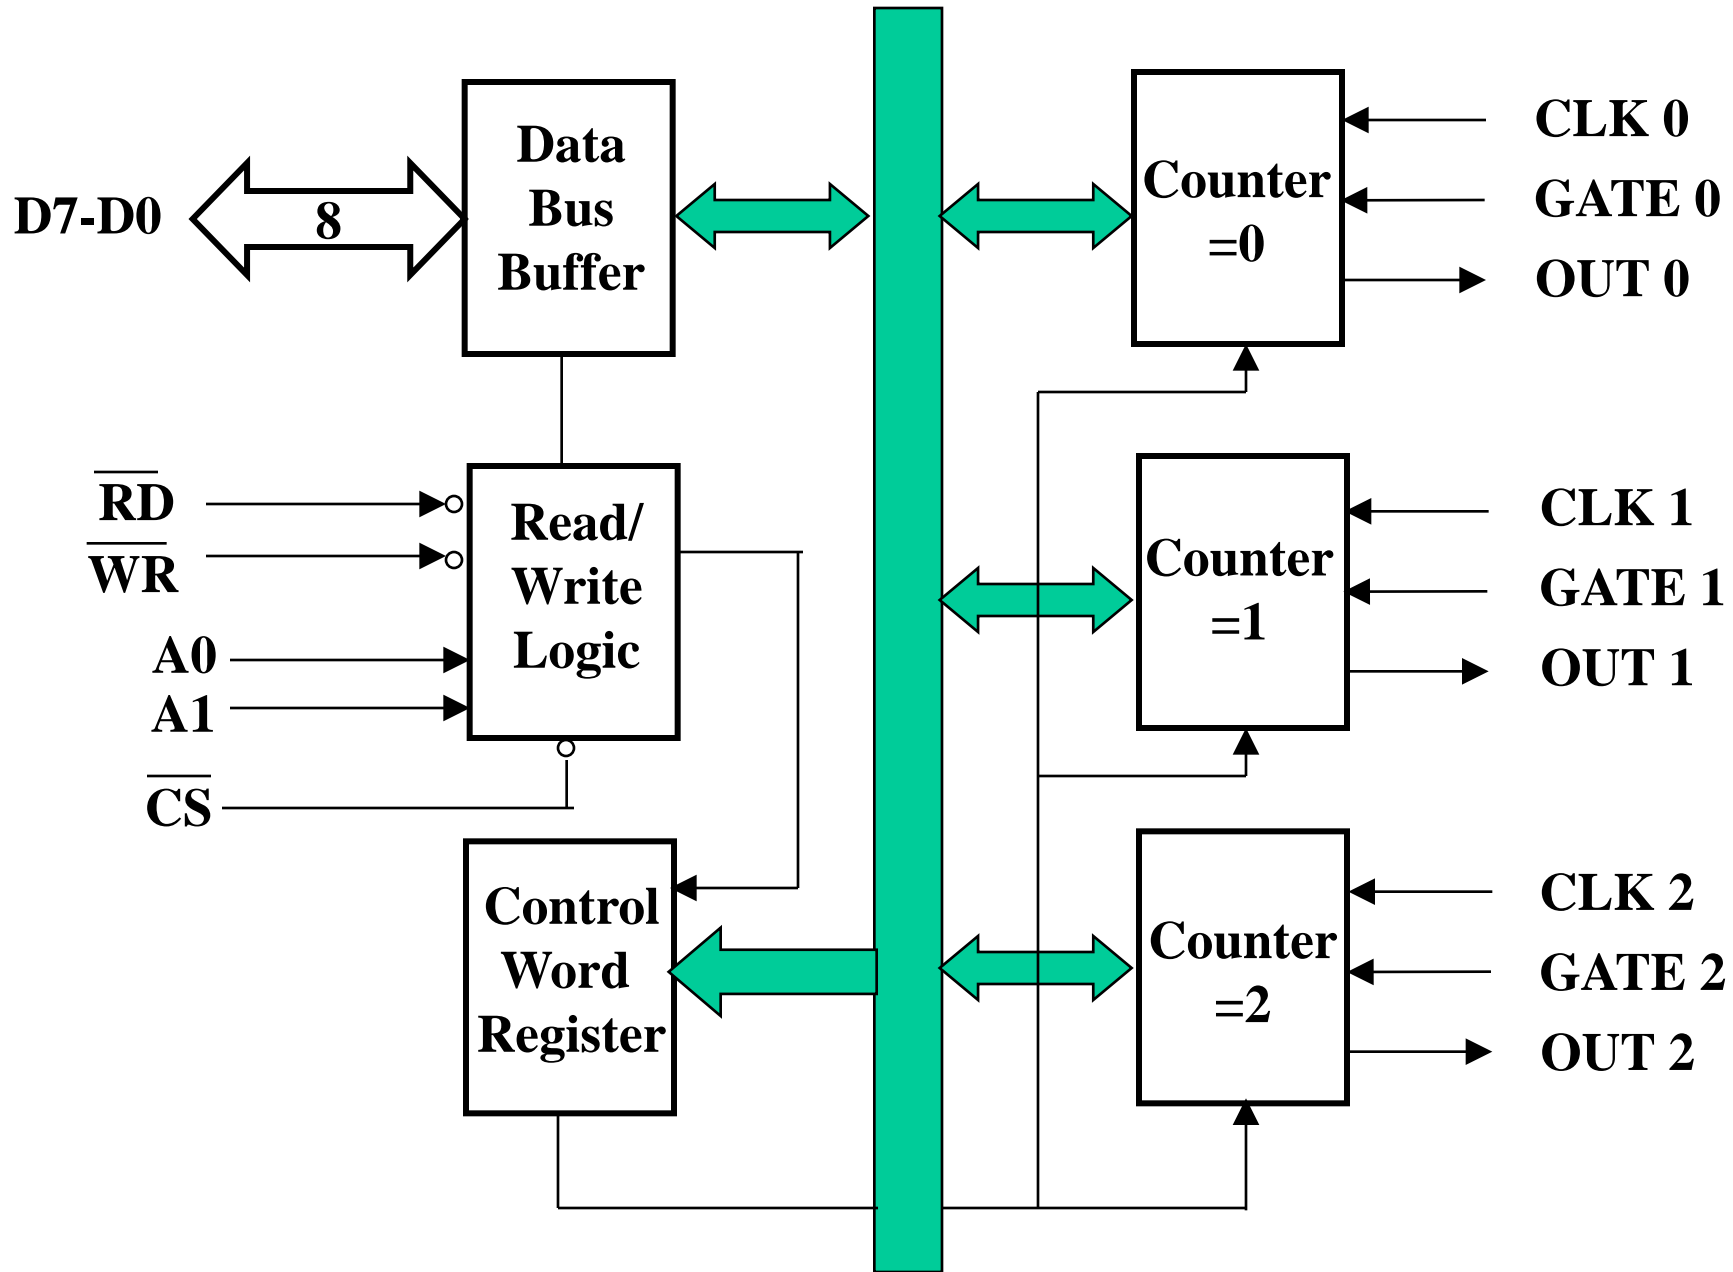 D7-D0
8
Data
Bus
Buffer
Counter
=0
CLK 0
GATE 0
OUT 0
RD
WR
A0
A1
CS
Read/
Write
Logic
Counter
=1
CLK 1
GATE 1
OUT 1
Control
Word
Register
Counter
=2
CLK 2
GATE 2
OUT 2